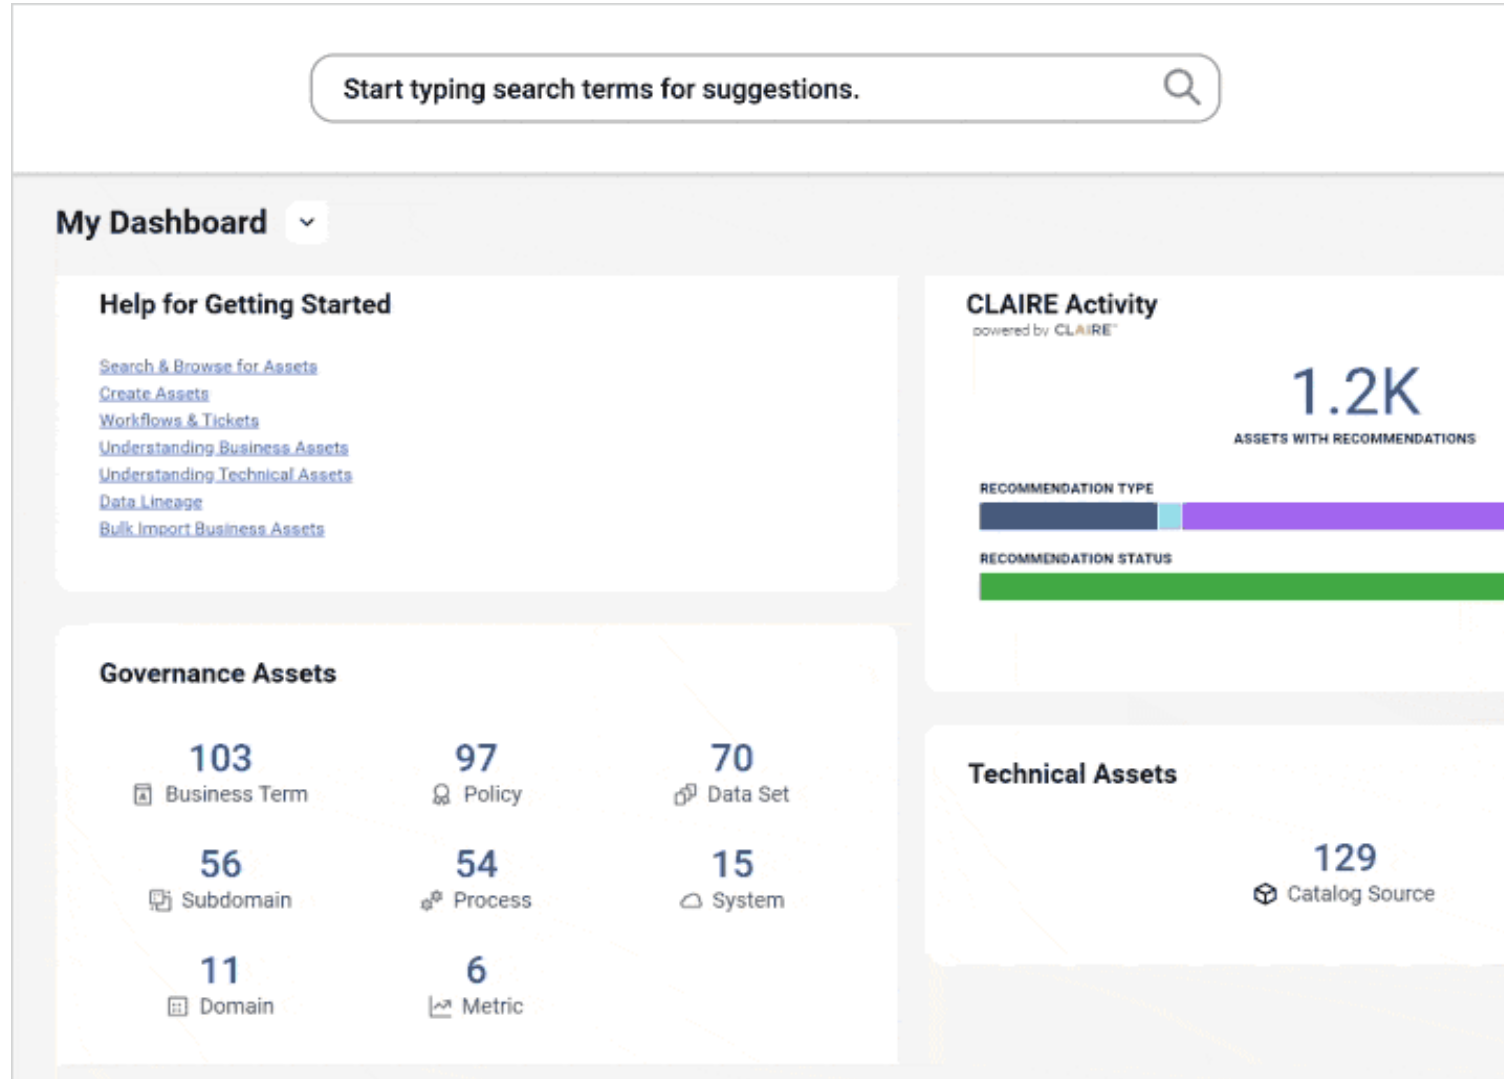 Start typing search terms for suggestions.
My Dashboard
Help for Getting Started
Search & Browse for Assets
Create Assets
Workflows & Tickets
Understanding Business Assets
Understanding Technical Assets
Data Lineage
Bulk Import Business Assets
CLAIRE Activity
powered by CLAIRE™
1.2K
ASSETS WITH RECOMMENDATIONS
RECOMMENDATION TYPE
RECOMMENDATION STATUS
Governance Assets
103
Business Term
97
Policy
70
Data Set
56
Subdomain
54
Process
15
System
11
Domain
6
Metric
Technical Assets
129
Catalog Source